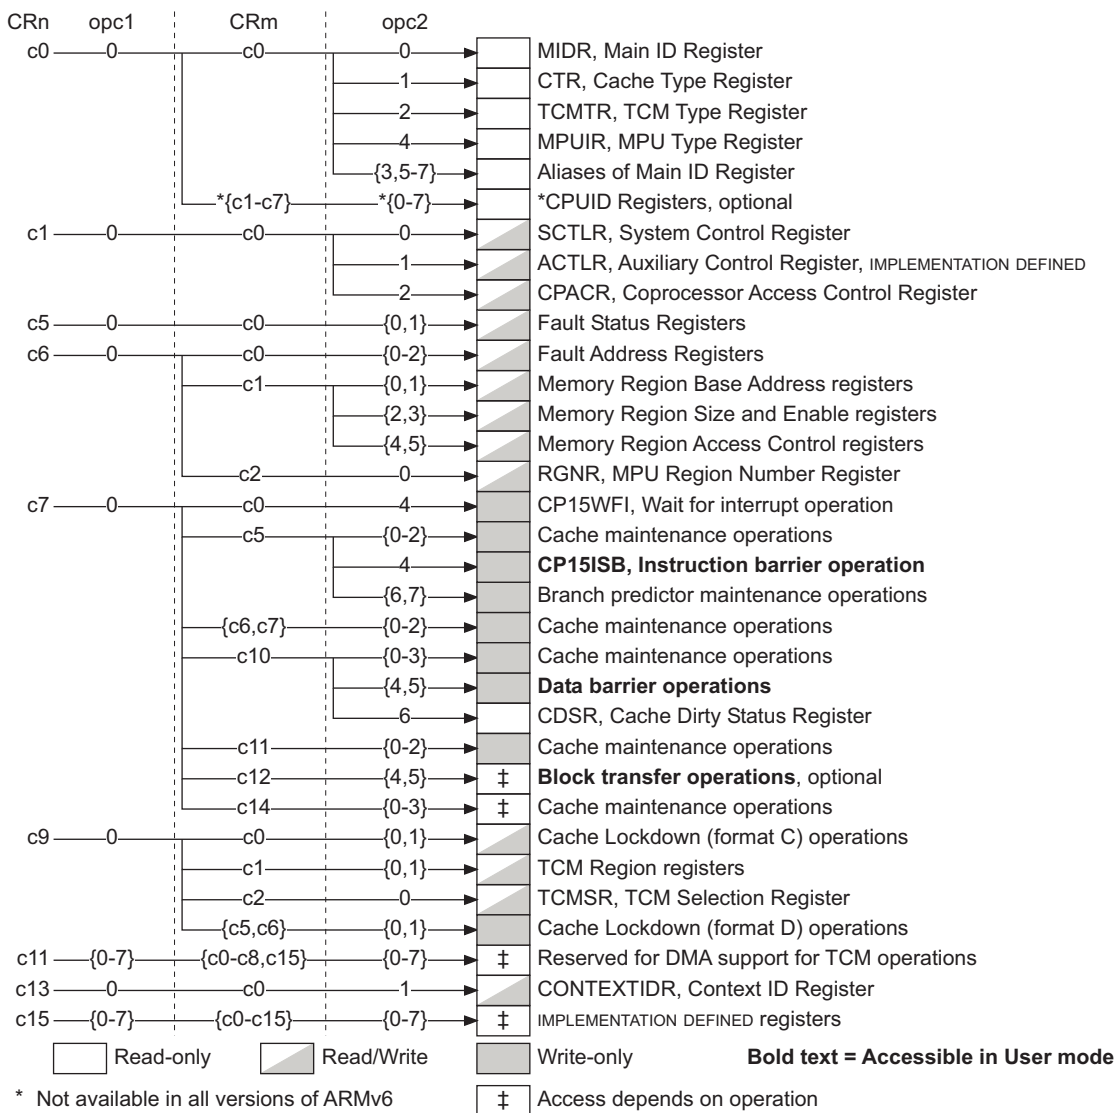 CRn opc1 CRm opc2
c0 0 c0 0 MIDR, Main ID Register
1 CTR, Cache Type Register
2 TCMTR, TCM Type Register
4 MPUIR, MPU Type Register
{3,5-7} Aliases of Main ID Register
*{c1-c7} *{0-7} *CPUID Registers, optional
c1 0 c0 0 SCTLR, System Control Register
1 ACTLR, Auxiliary Control Register, IMPLEMENTATION DEFINED
2 CPACR, Coprocessor Access Control Register
c5 0 c0 {0,1} Fault Status Registers
c6 0 c0 {0-2} Fault Address Registers
c1 {0,1} Memory Region Base Address registers
{2,3} Memory Region Size and Enable registers
{4,5} Memory Region Access Control registers
c2 0 RGNR, MPU Region Number Register
c7 0 c0 4 CP15WFI, Wait for interrupt operation
c5 {0-2} Cache maintenance operations
4 CP15ISB, Instruction barrier operation
{6,7} Branch predictor maintenance operations
{c6,c7} {0-2} Cache maintenance operations
c10 {0-3} Cache maintenance operations
{4,5} Data barrier operations
6 CDSR, Cache Dirty Status Register
c11 {0-2} Cache maintenance operations
c12 {4,5} ‡ Block transfer operations, optional
c14 {0-3} ‡ Cache maintenance operations
c9 0 c0 {0,1} Cache Lockdown (format C) operations
c1 {0,1} TCM Region registers
c2 0 TCMSR, TCM Selection Register
{c5,c6} {0,1} Cache Lockdown (format D) operations
c11 {0-7} {c0-c8,c15} {0-7} ‡ Reserved for DMA support for TCM operations
c13 0 c0 1 CONTEXTIDR, Context ID Register
c15 {0-7} {c0-c15} {0-7} ‡ IMPLEMENTATION DEFINED registers
Read-only Read/Write Write-only Bold text = Accessible in User mode
* Not available in all versions of ARMv6 ‡ Access depends on operation